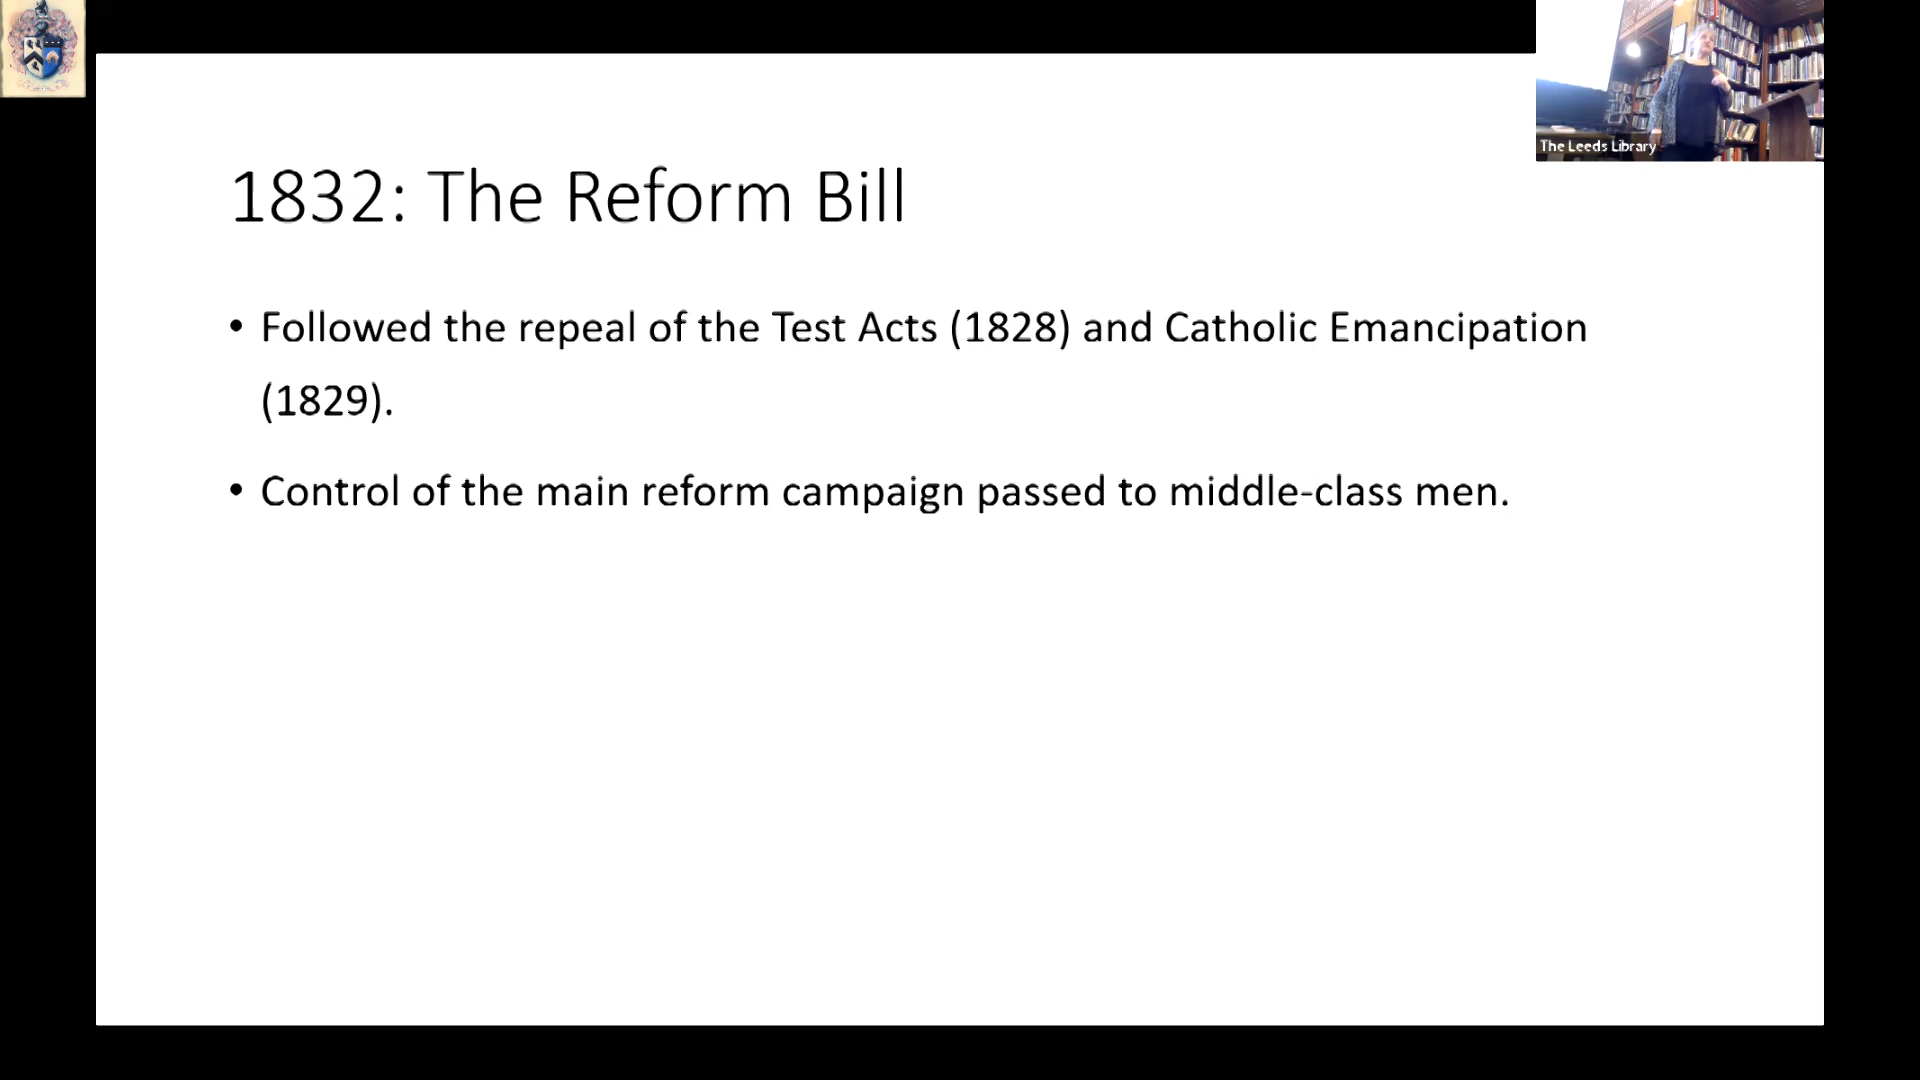 The Leeds Library
1832: The Reform Bill
• Followed the repeal of the Test Acts (1828) and Catholic Emancipation
(1829).
• Control of the main reform campaign passed to middle-class men.